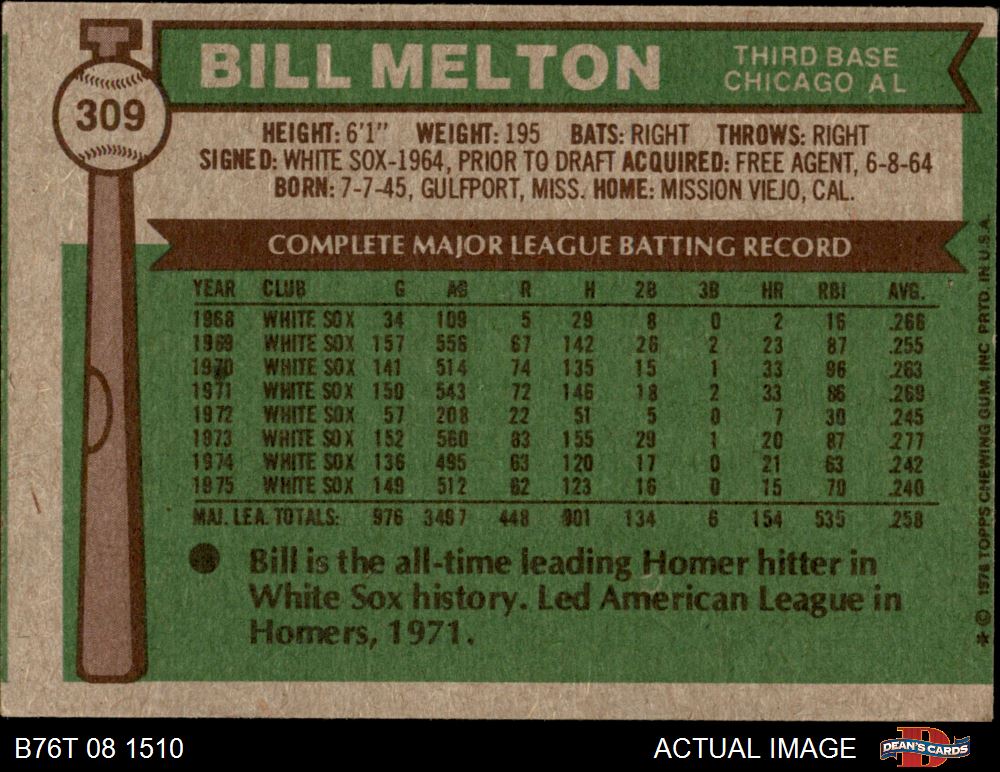 309
BILL MELTON
THIRD BASE
CHICAGO AL
HEIGHT: 6'1" WEIGHT: 195 BATS: RIGHT THROWS: RIGHT
SIGNED: WHITE SOX-1964, PRIOR TO DRAFT ACQUIRED: FREE AGENT, 6-8-64
BORN: 7-7-45, GULFPORT, MISS. HOME: MISSION VIEJO, CAL.
COMPLETE MAJOR LEAGUE BATTING RECORD
YEAR CLUB G AB R H 2B 3B HR RBI AVG.
1968 WHITE SOX 34 109 5 29 8 0 2 16 .266
1969 WHITE SOX 157 556 67 142 26 2 23 87 .255
1970 WHITE SOX 141 514 74 135 15 1 33 96 .263
1971 WHITE SOX 150 543 72 146 18 2 33 86 .269
1972 WHITE SOX 57 208 22 51 5 0 7 30 .245
1973 WHITE SOX 152 560 83 155 29 1 20 87 .277
1974 WHITE SOX 136 495 63 120 17 0 21 63 .242
1975 WHITE SOX 149 512 62 123 16 0 15 70 .240
MAJ. LEA. TOTALS: 976 3497 448 901 134 6 154 535 .258
Bill is the all-time leading Homer hitter in
White Sox history. Led American League in
Homers, 1971.
* © 1976 TOPPS CHEWING GUM, INC. PRTD. IN U.S.A.
B76T 08 1510
ACTUAL IMAGE
D
DEAN'S CARDS